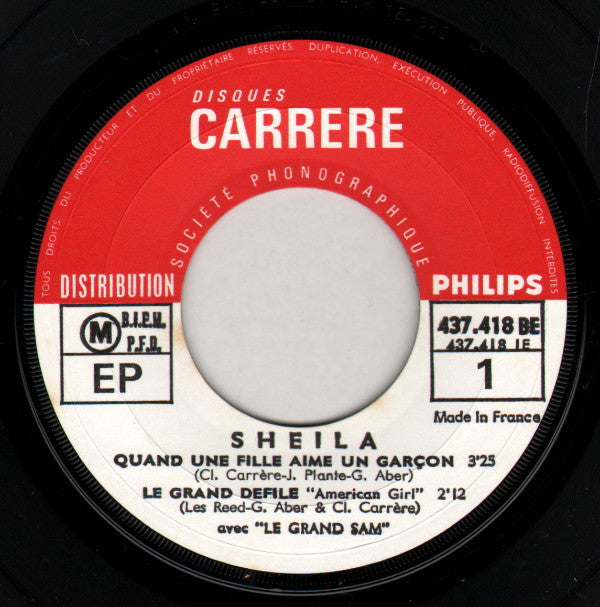 TOUS DROITS DU PRODUCTEUR ET DU PROPRIÉTAIRE RÉSERVÉS DUPLICATION, EXÉCUTION PUBLIQUE, RADIODIFFUSION INTERDITES
DISQUES
CARRERE
SOCIÉTÉ PHONOGRAPHIQUE
DISTRIBUTION PHILIPS
M B.I.E.M. P.F.D.
EP
437.418 BE
437.418 1E
1
Made in France
SHEILA
QUAND UNE FILLE AIME UN GARÇON 3'25
(Cl. Carrère-J. Plante-G. Aber)
LE GRAND DEFILE "American Girl" 2'12
(Les Reed-G. Aber & Cl. Carrère)
avec "LE GRAND SAM"